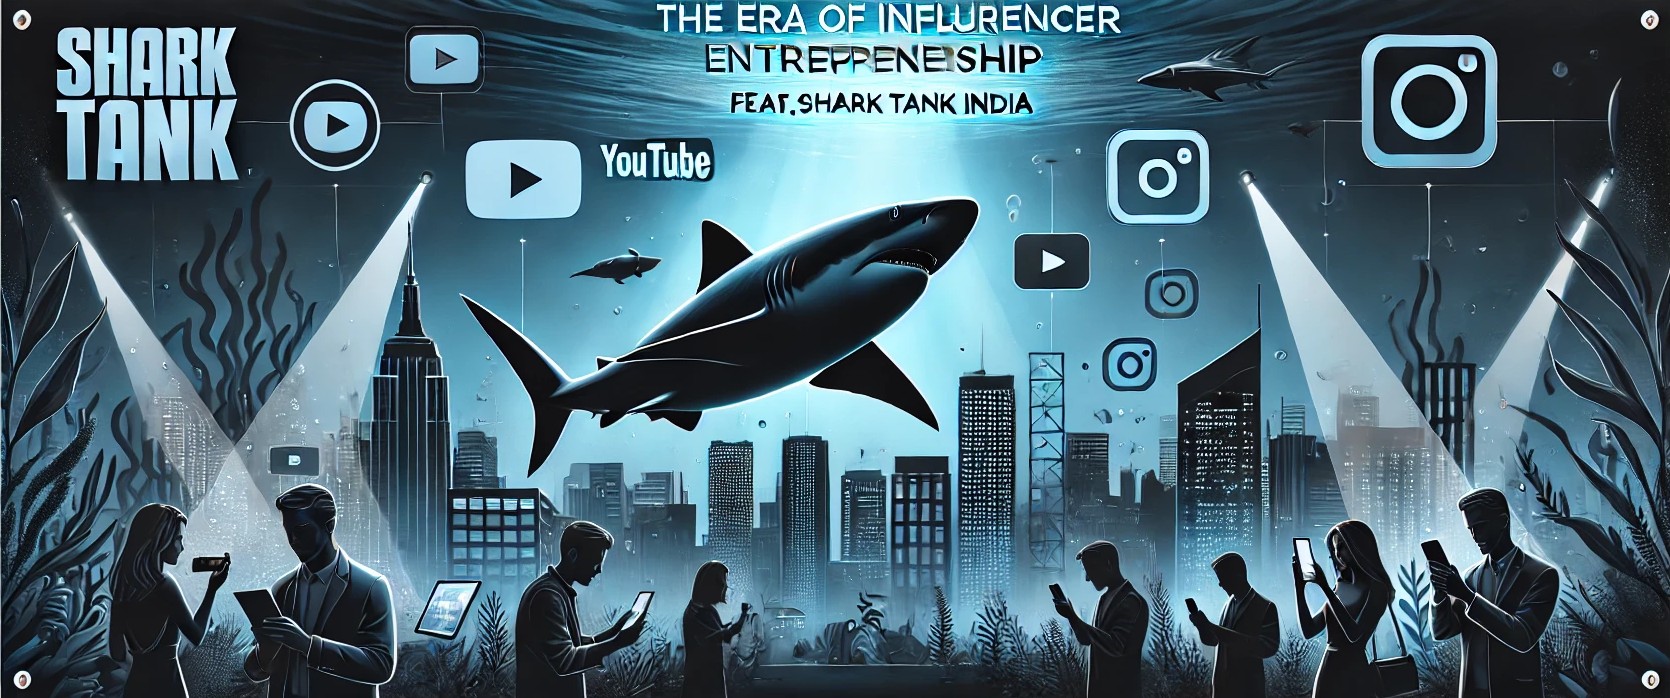 SHARK
TANK
THE ERA OF INFLURENCER
ENTREPPENEISHIP
FEAT.SHARK TANK INDIA
YouTube